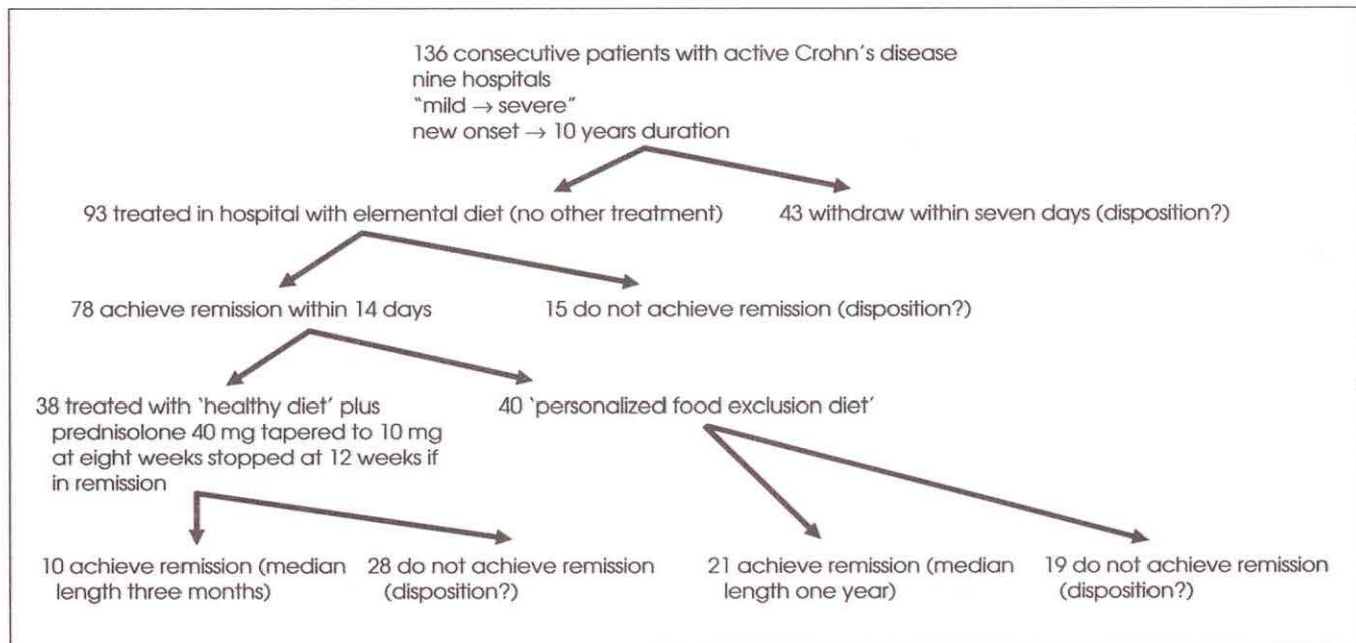 136 consecutive patients with active Crohn's disease
nine hospitals
"mild → severe"
new onset → 10 years duration
93 treated in hospital with elemental diet (no other treatment)
43 withdraw within seven days (disposition?)
78 achieve remission within 14 days
15 do not achieve remission (disposition?)
38 treated with 'healthy diet' plus
prednisolone 40 mg tapered to 10 mg
at eight weeks stopped at 12 weeks if
in remission
40 'personalized food exclusion diet'
10 achieve remission (median
length three months)
28 do not achieve remission
(disposition?)
21 achieve remission (median
length one year)
19 do not achieve remission
(disposition?)